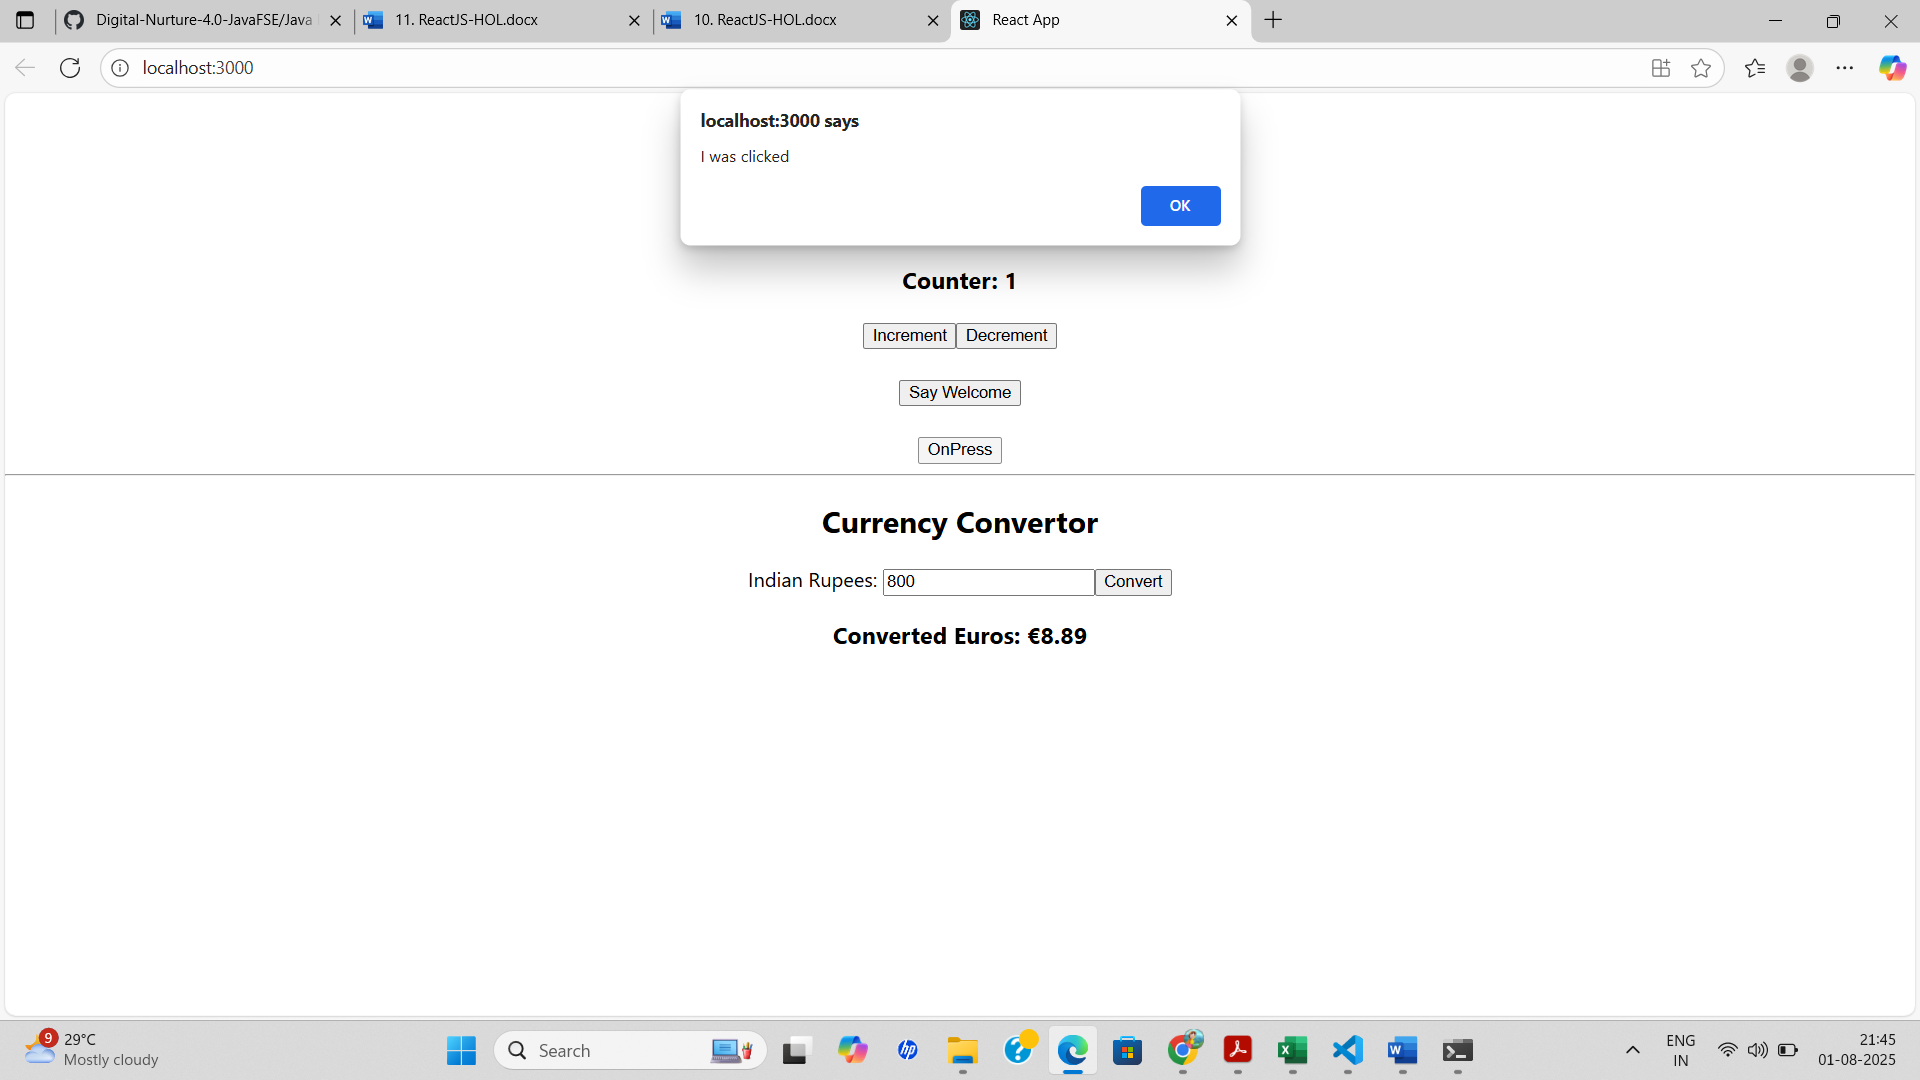 Digital-Nurture-4.0-JavaFSE/Java
11. ReactJS-HOL.docx
10. ReactJS-HOL.docx
React App
localhost:3000
localhost:3000 says
I was clicked
OK
Counter: 1
Increment Decrement
Say Welcome
OnPress
Currency Convertor
Indian Rupees: 800 Convert
Converted Euros: €8.89
9
29°C
Mostly cloudy
Search
hp
ENG
IN
21:45
01-08-2025